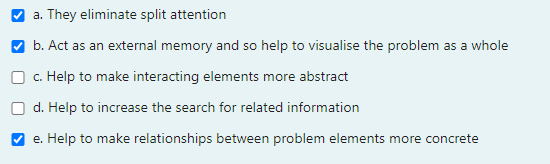 a. They eliminate split attention
b. Act as an external memory and so help to visualise the problem as a whole
c. Help to make interacting elements more abstract
d. Help to increase the search for related information
e. Help to make relationships between problem elements more concrete